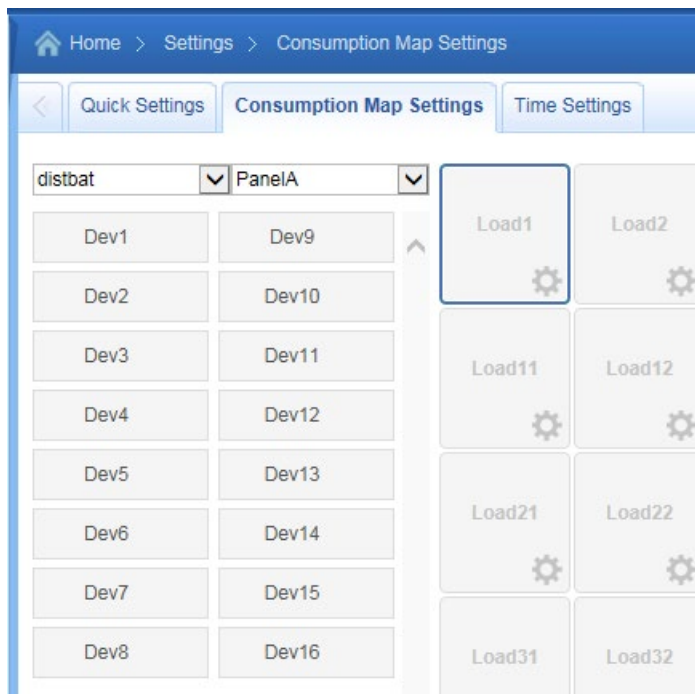 Home > Settings > Consumption Map Settings
Quick Settings Consumption Map Settings Time Settings
distbat PanelA
Load1 Load2
Dev1 Dev9
Dev2 Dev10
Dev3 Dev11
Load11 Load12
Dev4 Dev12
Dev5 Dev13
Load21 Load22
Dev6 Dev14
Dev7 Dev15
Dev8 Dev16
Load31 Load32